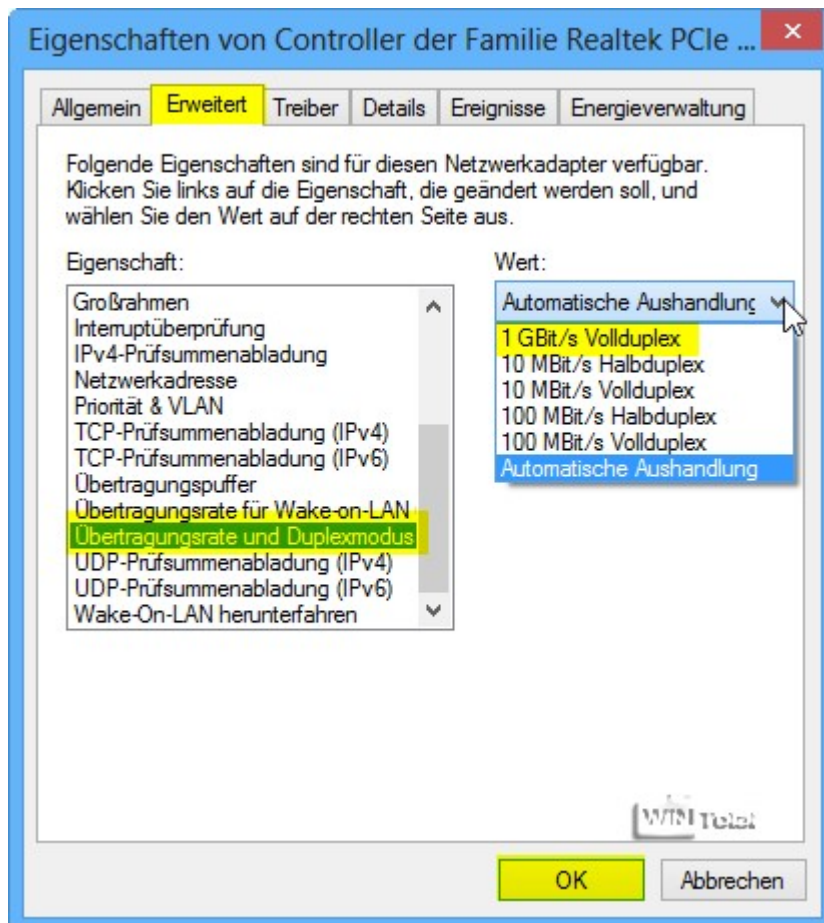 Eigenschaften von Controller der Familie Realtek PCIe ...
Allgemein Erweitert Treiber Details Ereignisse Energieverwaltung
Folgende Eigenschaften sind für diesen Netzwerkadapter verfügbar.
Klicken Sie links auf die Eigenschaft, die geändert werden soll, und
wählen Sie den Wert auf der rechten Seite aus.
Eigenschaft:
Großrahmen
Interruptüberprüfung
IPv4-Prüfsummenabladung
Netzwerkadresse
Priorität & VLAN
TCP-Prüfsummenabladung (IPv4)
TCP-Prüfsummenabladung (IPv6)
Übertragungspuffer
Übertragungsrate für Wake-on-LAN
Übertragungsrate und Duplexmodus
UDP-Prüfsummenabladung (IPv4)
UDP-Prüfsummenabladung (IPv6)
Wake-On-LAN herunterfahren
Wert:
Automatische Aushandlung
1 GBit/s Vollduplex
10 MBit/s Halbduplex
10 MBit/s Vollduplex
100 MBit/s Halbduplex
100 MBit/s Vollduplex
Automatische Aushandlung
WIN
OK Abbrechen